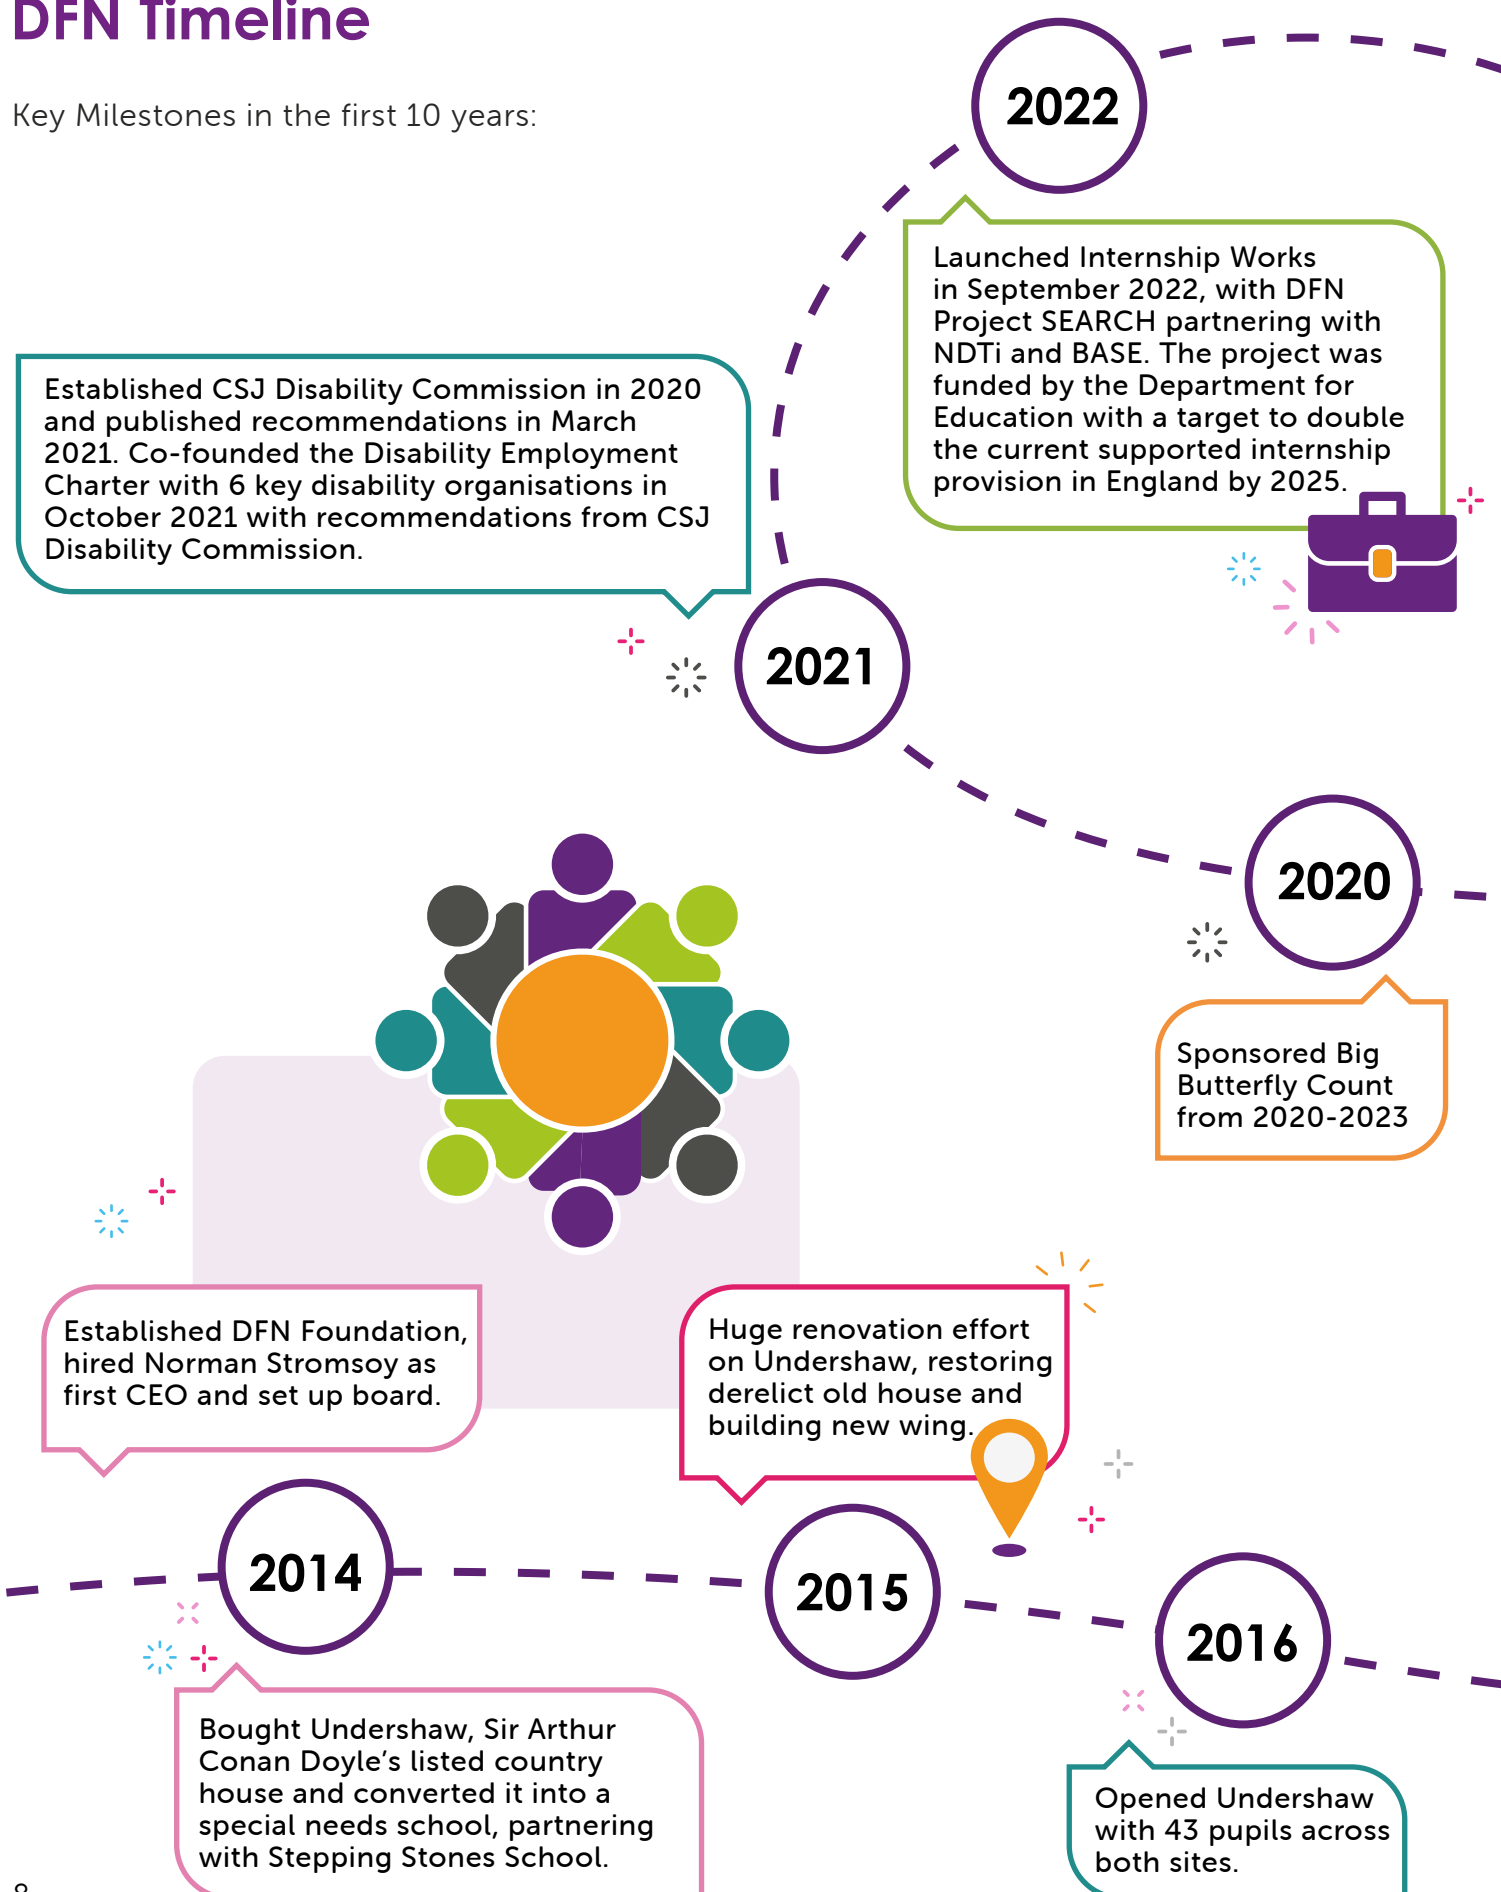 DFN Timeline
Key Milestones in the first 10 years:
2022
Launched Internship Works
in September 2022, with DFN
Project SEARCH partnering with
NDTi and BASE. The project was
funded by the Department for
Education with a target to double
the current supported internship
provision in England by 2025.
Established CSJ Disability Commission in 2020
and published recommendations in March
2021. Co-founded the Disability Employment
Charter with 6 key disability organisations in
October 2021 with recommendations from CSJ
Disability Commission.
2021
2020
Sponsored Big
Butterfly Count
from 2020-2023
Established DFN Foundation,
hired Norman Stromsoy as
first CEO and set up board.
Huge renovation effort
on Undershaw, restoring
derelict old house and
building new wing.
2014
2015
2016
Bought Undershaw, Sir Arthur
Conan Doyle’s listed country
house and converted it into a
special needs school, partnering
with Stepping Stones School.
Opened Undershaw
with 43 pupils across
both sites.